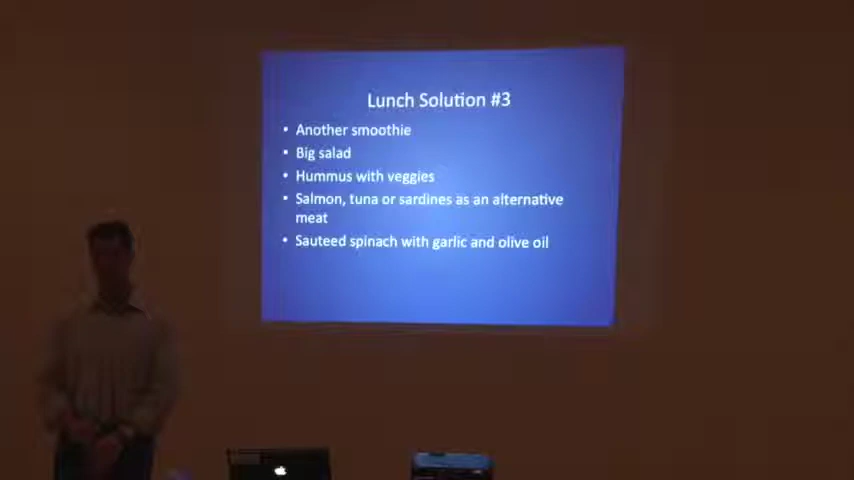 Lunch Solution #3
• Another smoothie
• Big salad
• Hummus with veggies
• Salmon, tuna or sardines as an alternative
meat
• Sauteed spinach with garlic and olive oil